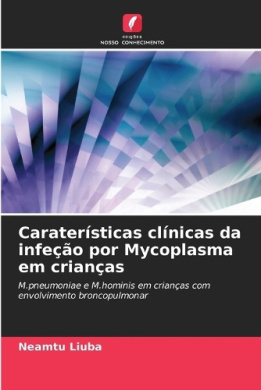 edições
NOSSO CONHECIMENTO
Caraterísticas clínicas da
infeção por Mycoplasma
em crianças
M.pneumoniae e M.hominis em crianças com
envolvimento broncopulmonar
Neamtu Liuba